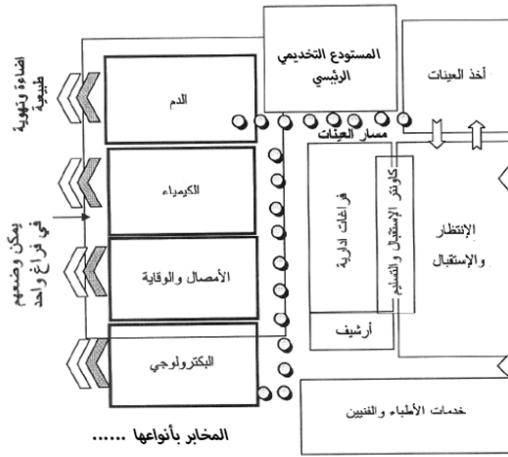 المستودع التخديمي
الرئيسي
أخذ العينات
مسار العينات
الدم
الكيمياء
الأمصال والوقاية
البكترولوجي
اضاءة وتهوية
طبيعية
يمكن وضعهم
في فراغ واحد
فراغات ادارية
كاونتر الإستقبال والتسليم
الإنتظار
والإستقبال
أرشيف
خدمات الأطباء والفنيين
المخابر بأنواعها ......